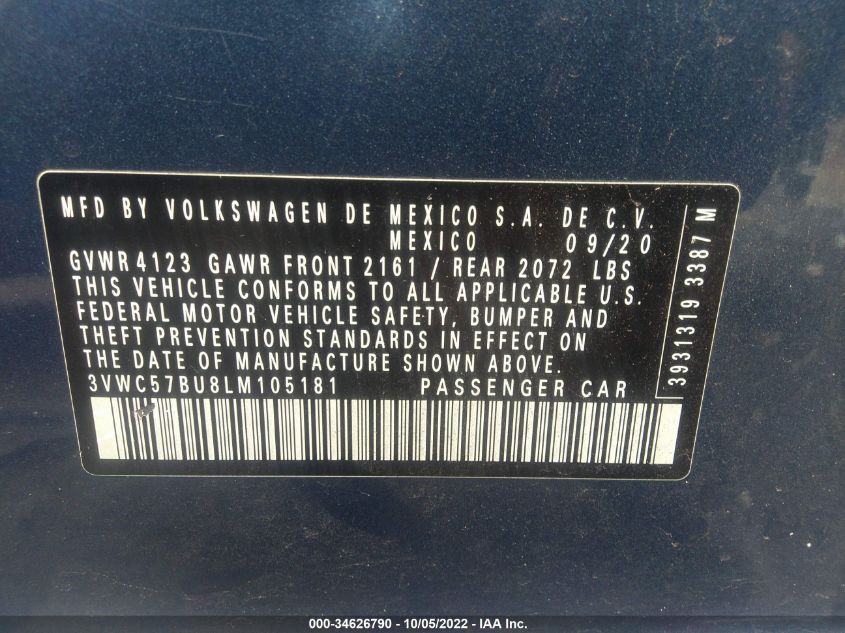 MFD BY VOLKSWAGEN DE MEXICO S.A. DE C.V.
MEXICO 09/20
GVWR 4123 GAWR FRONT 2161 / REAR 2072 LBS
THIS VEHICLE CONFORMS TO ALL APPLICABLE U.S.
FEDERAL MOTOR VEHICLE SAFETY, BUMPER AND
THEFT PREVENTION STANDARDS IN EFFECT ON
THE DATE OF MANUFACTURE SHOWN ABOVE.
3VWC57BU8LM105181 PASSENGER CAR
3931319 3387 M
000-34626790 - 10/05/2022 - IAA Inc.